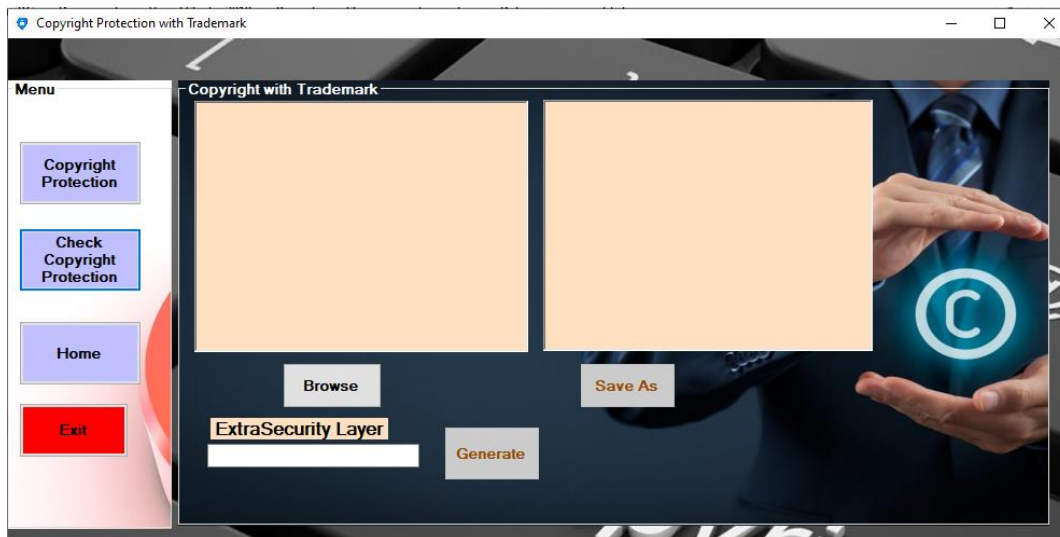 Copyright Protection with Trademark
Menu
Copyright with Trademark
Copyright
Protection
Check
Copyright
Protection
Home
Exit
Browse
Save As
ExtraSecurity Layer
Generate
C